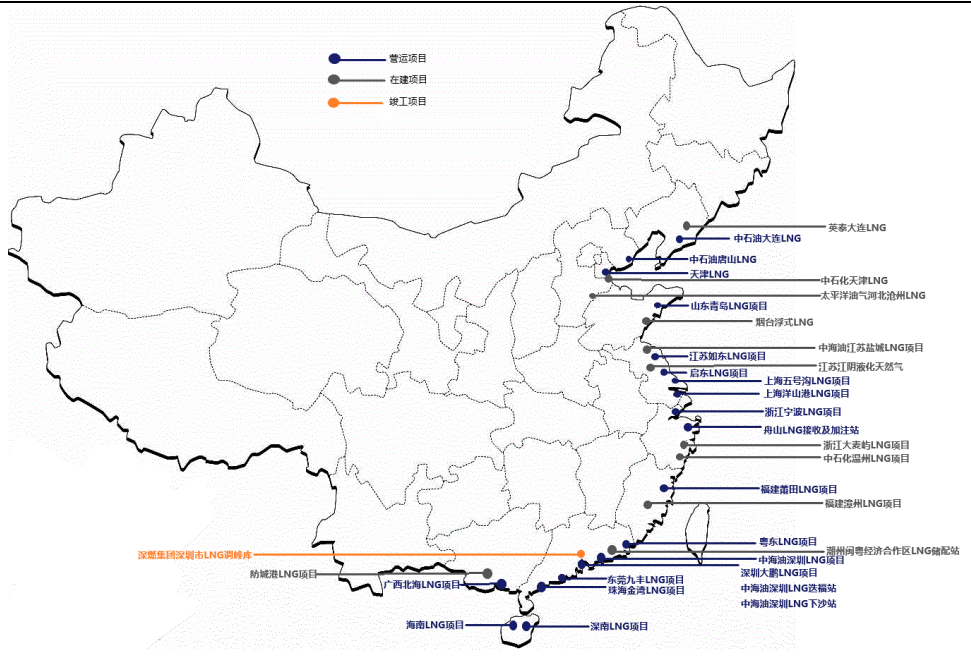 营运项目
在建项目
竣工项目
英泰大连LNG
中石油大连LNG
中石油唐山LNG
天津LNG
中石化天津LNG
太平洋油气河北沧州LNG
山东青岛LNG项目
烟台浮式LNG
中海油江苏盐城LNG项目
江苏如东LNG项目
江苏江阴液化天然气
启东LNG项目
上海五号沟LNG项目
上海洋山港LNG项目
浙江宁波LNG项目
舟山LNG接收及加注站
浙江大麦屿LNG项目
中石化温州LNG项目
福建莆田LNG项目
福建漳州LNG项目
粤东LNG项目
潮州闽粤经济合作区LNG储配站
深燃集团深圳市LNG调峰库
中海油深圳LNG项目
深圳大鹏LNG项目
防城港LNG项目
东莞九丰LNG项目
广西北海LNG项目
珠海金湾LNG项目
中海油深圳LNG迭福站
中海油深圳LNG下沙站
海南LNG项目
深南LNG项目